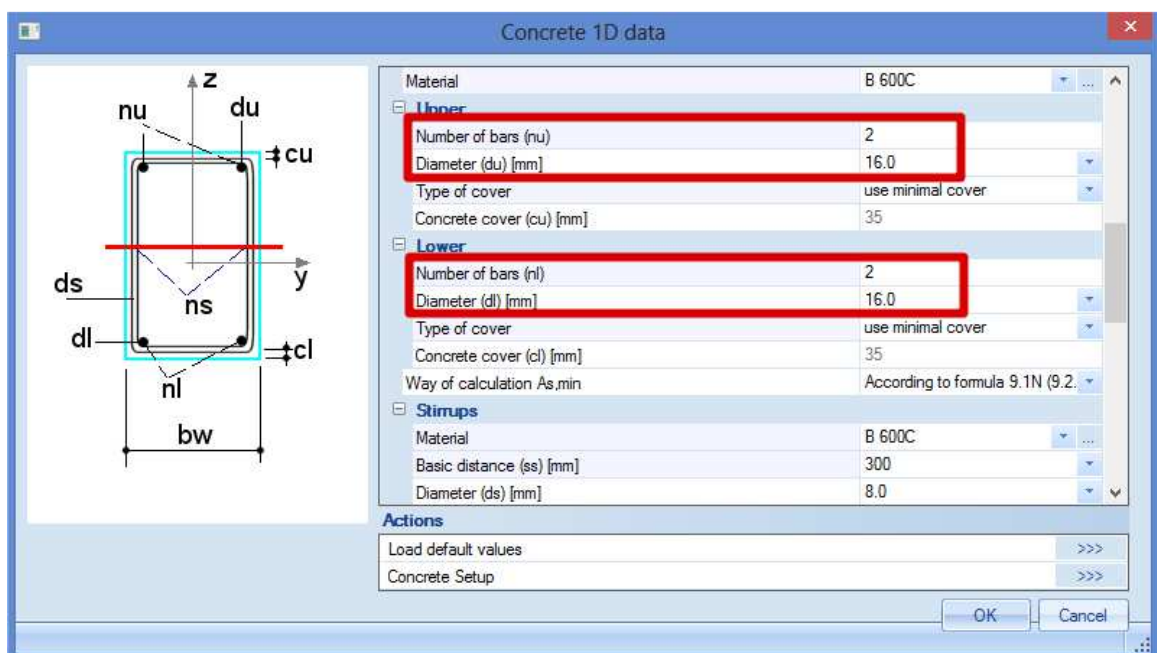 Concrete 1D data
z
nu
du
cu
y
ds
ns
dl
cl
nl
bw
Material B 600C ...
Upper
Number of bars (nu) 2
Diameter (du) [mm] 16.0
Type of cover use minimal cover
Concrete cover (cu) [mm] 35
Lower
Number of bars (nl) 2
Diameter (dl) [mm] 16.0
Type of cover use minimal cover
Concrete cover (cl) [mm] 35
Way of calculation As,min According to formula 9.1N (9.2.
Stirrups
Material B 600C ...
Basic distance (ss) [mm] 300
Diameter (ds) [mm] 8.0
Actions
Load default values >>>
Concrete Setup >>>
OK Cancel